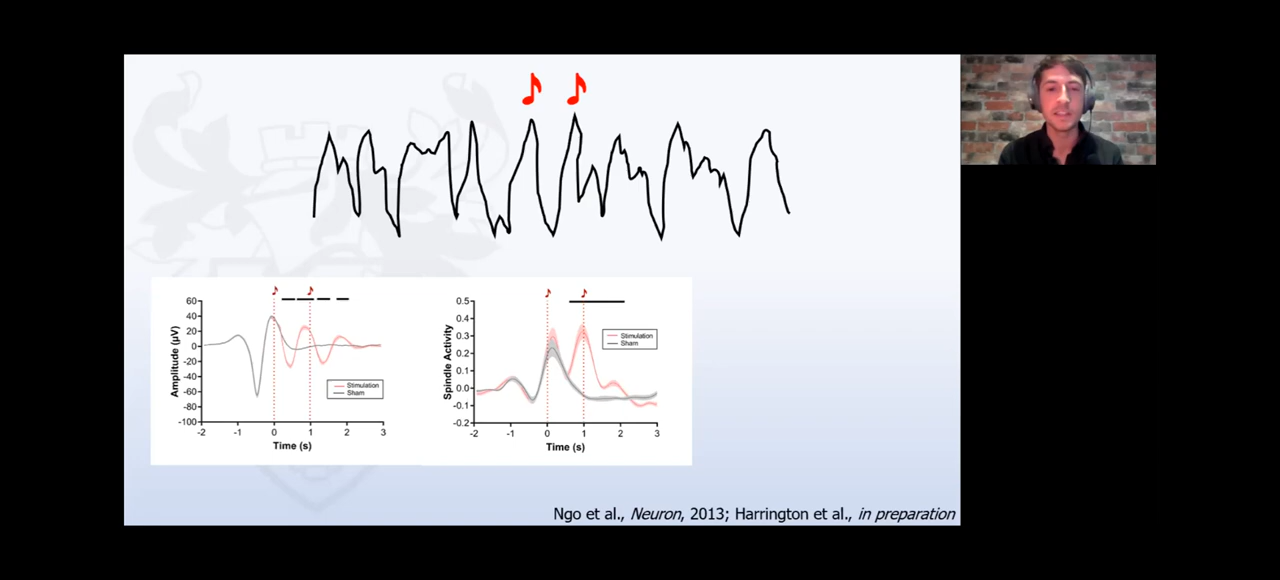 60
40
20
0
-20
-40
-60
-80
-100
Amplitude (µV)
-2 -1 0 1 2 3
Time (s)
Stimulation
Sham
0.5
0.4
0.3
0.2
0.1
0.0
-0.1
-0.2
Spindle Activity
-2 -1 0 1 2 3
Time (s)
Stimulation
Sham
Ngo et al., Neuron, 2013; Harrington et al., in preparation